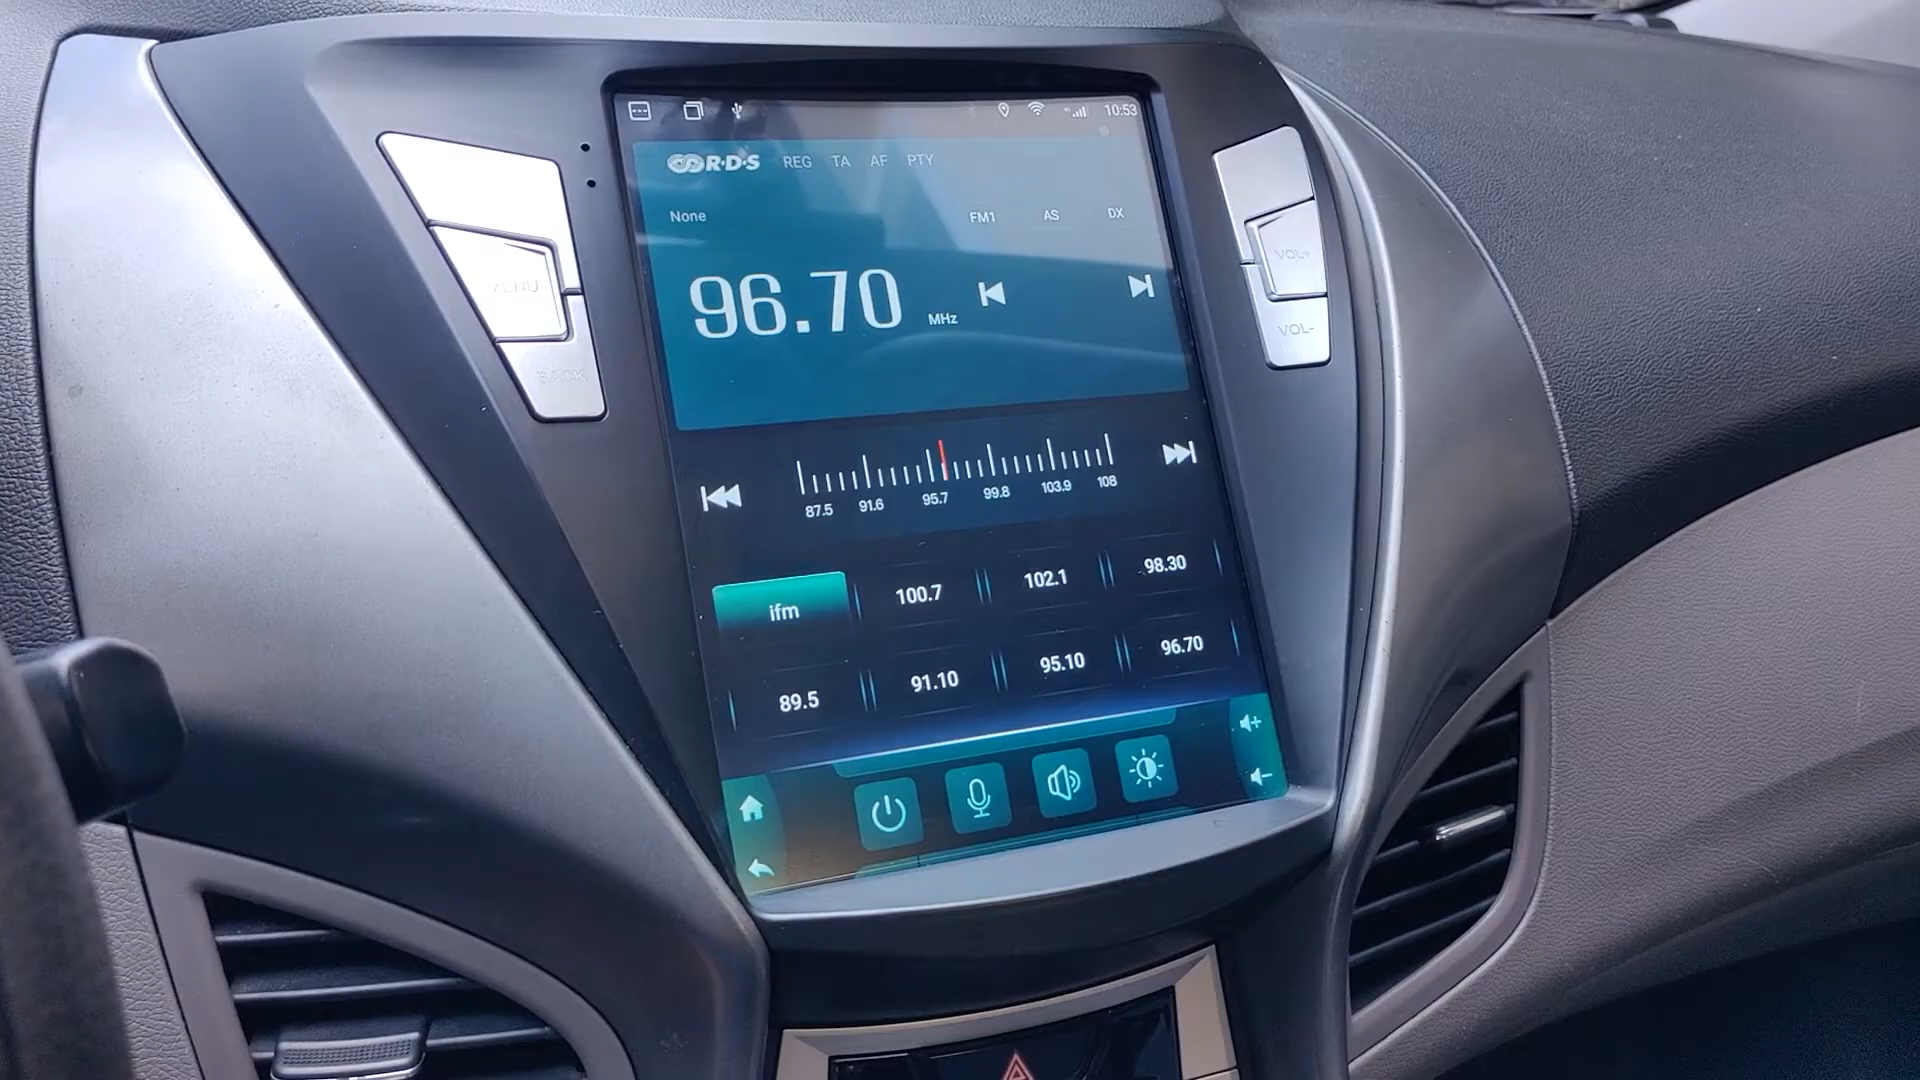 10:53
R·D·S REG TA AF PTY
None FM1 AS DX
96.70 MHz
87.5 91.6 95.7 99.8 103.9 108
ifm 100.7 102.1 98.30
89.5 91.10 95.10 96.70
MENU
BACK
VOL+
VOL-